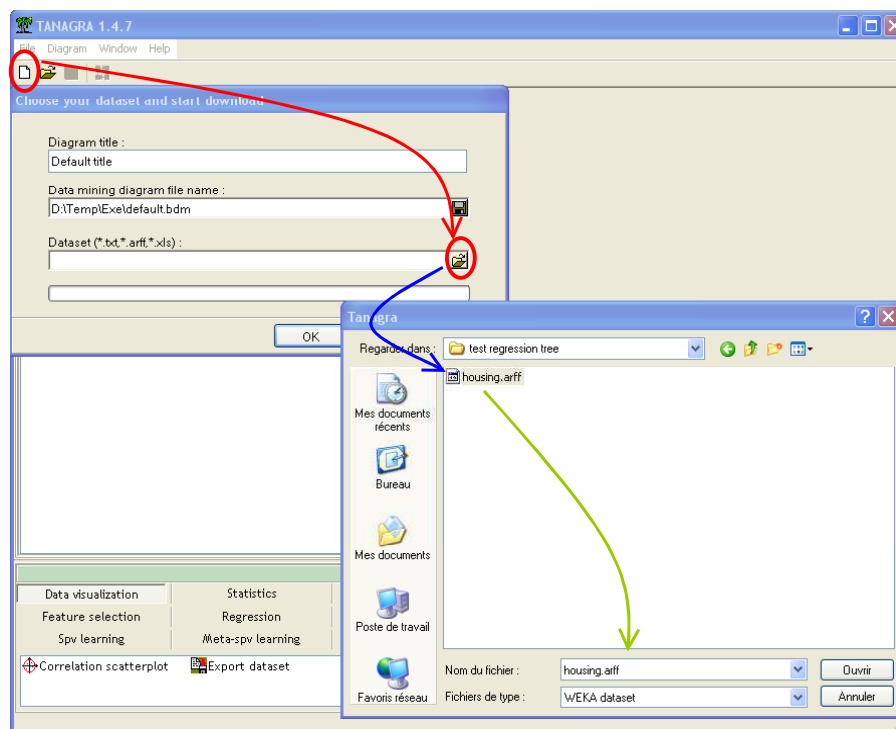 TANAGRA 1.4.7
File Diagram Window Help
Choose your dataset and start download
Diagram title :
Default title
Data mining diagram file name :
D:\Temp\Exe\default.bdm
Dataset (*.txt,*.arff,*.xls) :
OK
Tanagra
Regarder dans : test regression tree
housing.arff
Mes documents
récents
Bureau
Mes documents
Poste de travail
Favoris réseau
Nom du fichier : housing.arff Ouvrir
Fichiers de type : WEKA dataset Annuler
Data visualization Statistics
Feature selection Regression
Spv learning Meta-spv learning
Correlation scatterplot Export dataset